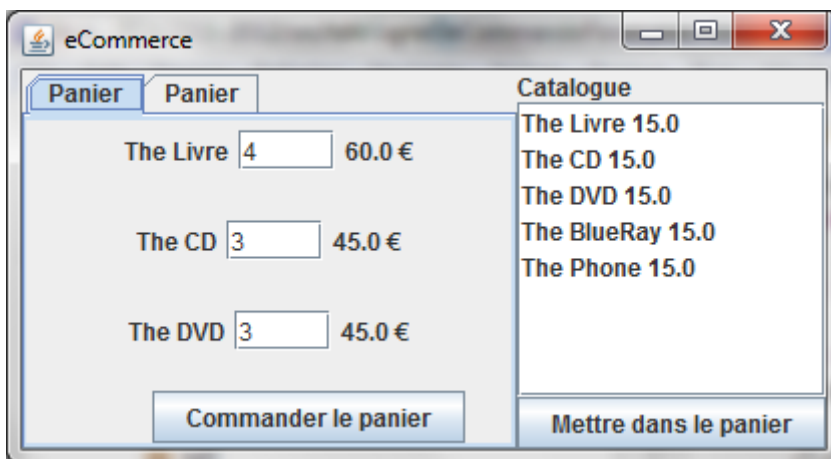 eCommerce
Panier Panier
The Livre 4 60.0 €
The CD 3 45.0 €
The DVD 3 45.0 €
Commander le panier
Catalogue
The Livre 15.0
The CD 15.0
The DVD 15.0
The BlueRay 15.0
The Phone 15.0
Mettre dans le panier